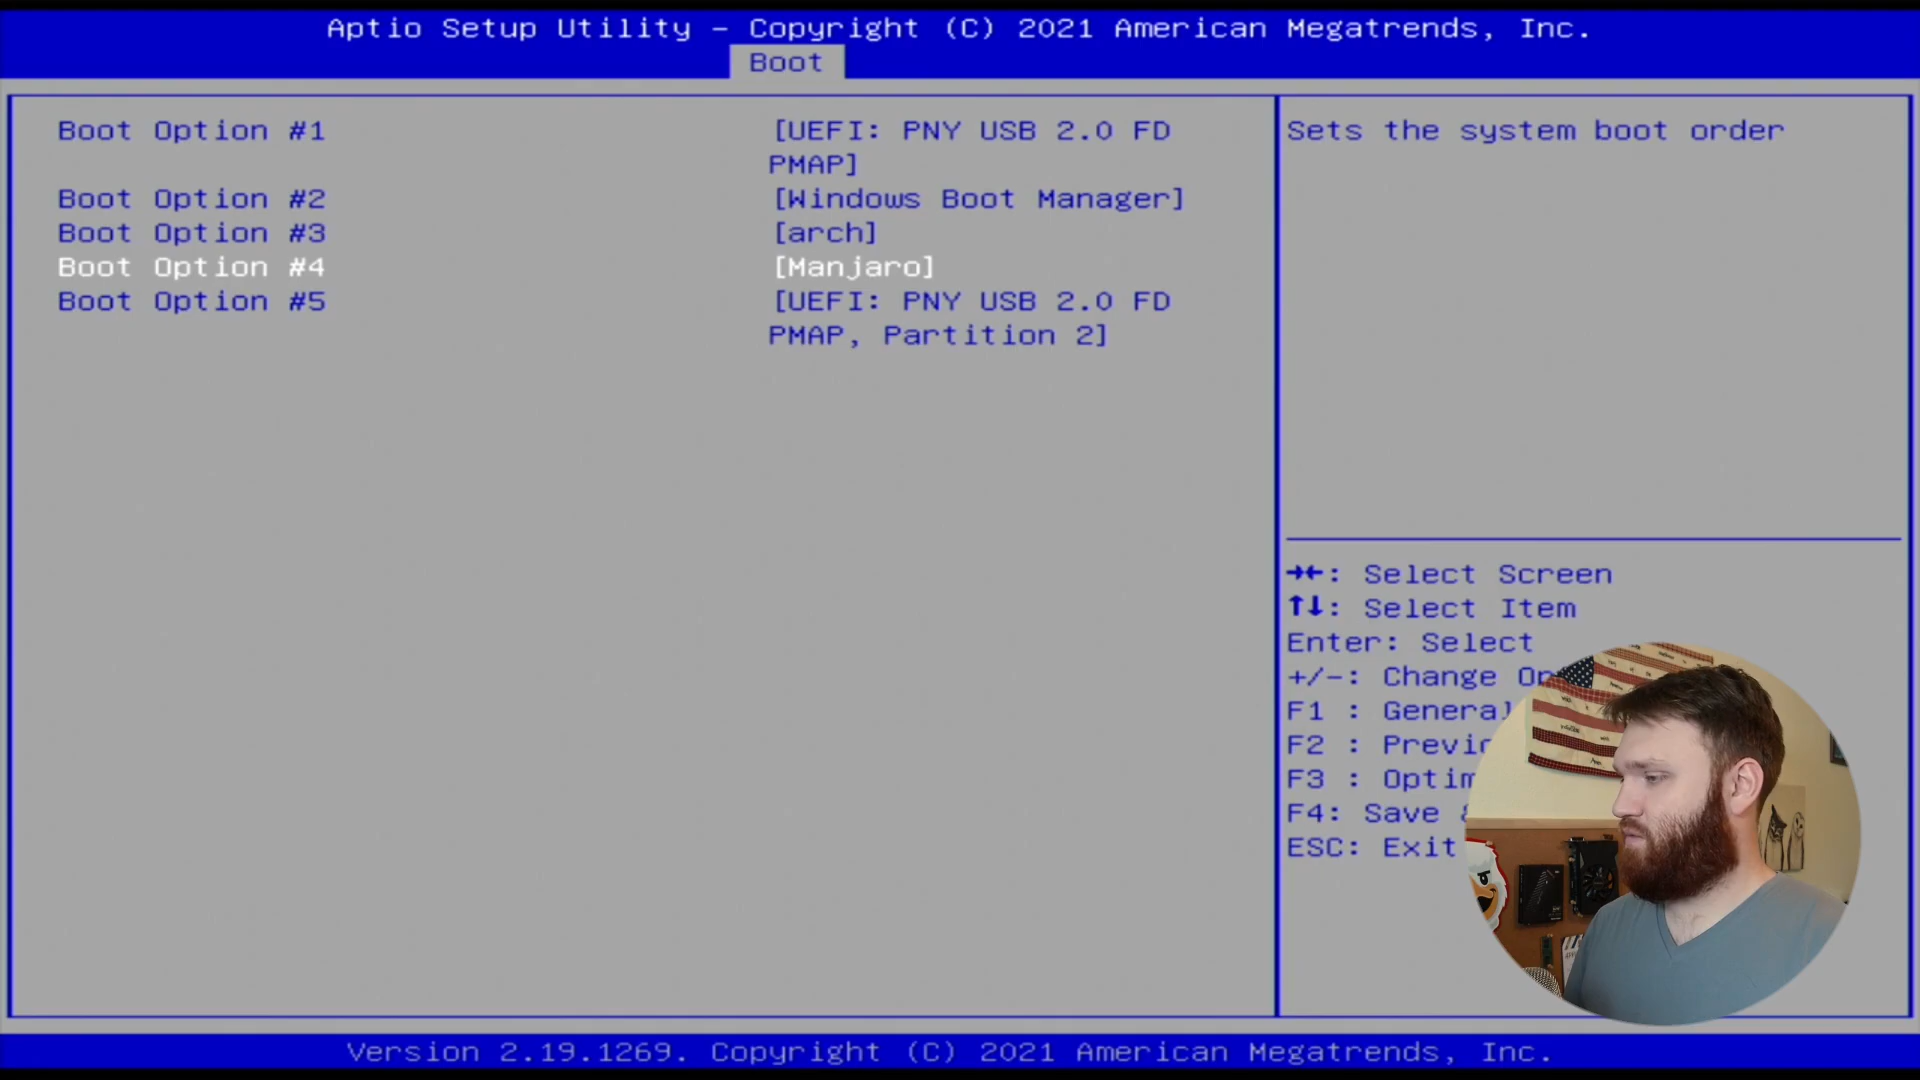 Aptio Setup Utility – Copyright (C) 2021 American Megatrends, Inc.
Boot
Boot Option #1 [UEFI: PNY USB 2.0 FD
PMAP]
Boot Option #2 [Windows Boot Manager]
Boot Option #3 [arch]
Boot Option #4 [Manjaro]
Boot Option #5 [UEFI: PNY USB 2.0 FD
PMAP, Partition 2]
Sets the system boot order
→←: Select Screen
↑↓: Select Item
Enter: Select
+/-: Change
F1 : General
F2 :
F3 :
F4: Save
ESC: Exit
Version 2.19.1269. Copyright (C) 2021 American Megatrends, Inc.